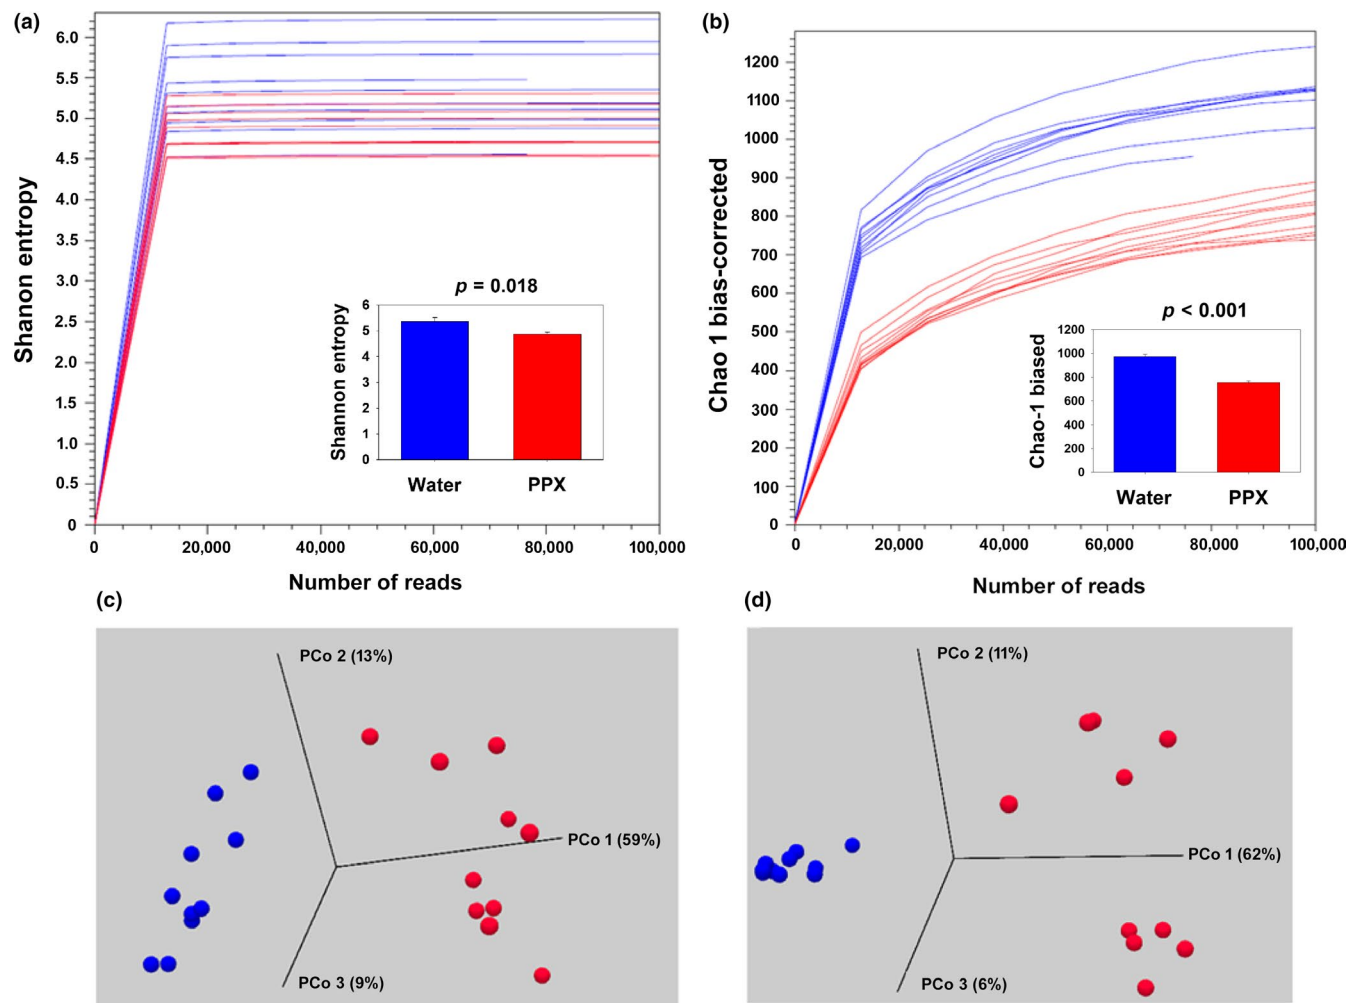 (a)
6.0
5.5
5.0
4.5
4.0
3.5
3.0
2.5
2.0
1.5
1.0
0.5
0
Shanon entropy
0 20,000 40,000 60,000 80,000 100,000
Number of reads
p = 0.018
6
5
4
3
2
1
0
Shannon entropy
Water PPX
(b)
1200
1100
1000
900
800
700
600
500
400
300
200
100
0
Chao 1 bias-corrected
0 20,000 40,000 60,000 80,000 100,000
Number of reads
p < 0.001
1200
1000
800
600
400
200
0
Chao-1 biased
Water PPX
(c)
PCo 2 (13%)
PCo 1 (59%)
PCo 3 (9%)
(d)
PCo 2 (11%)
PCo 1 (62%)
PCo 3 (6%)